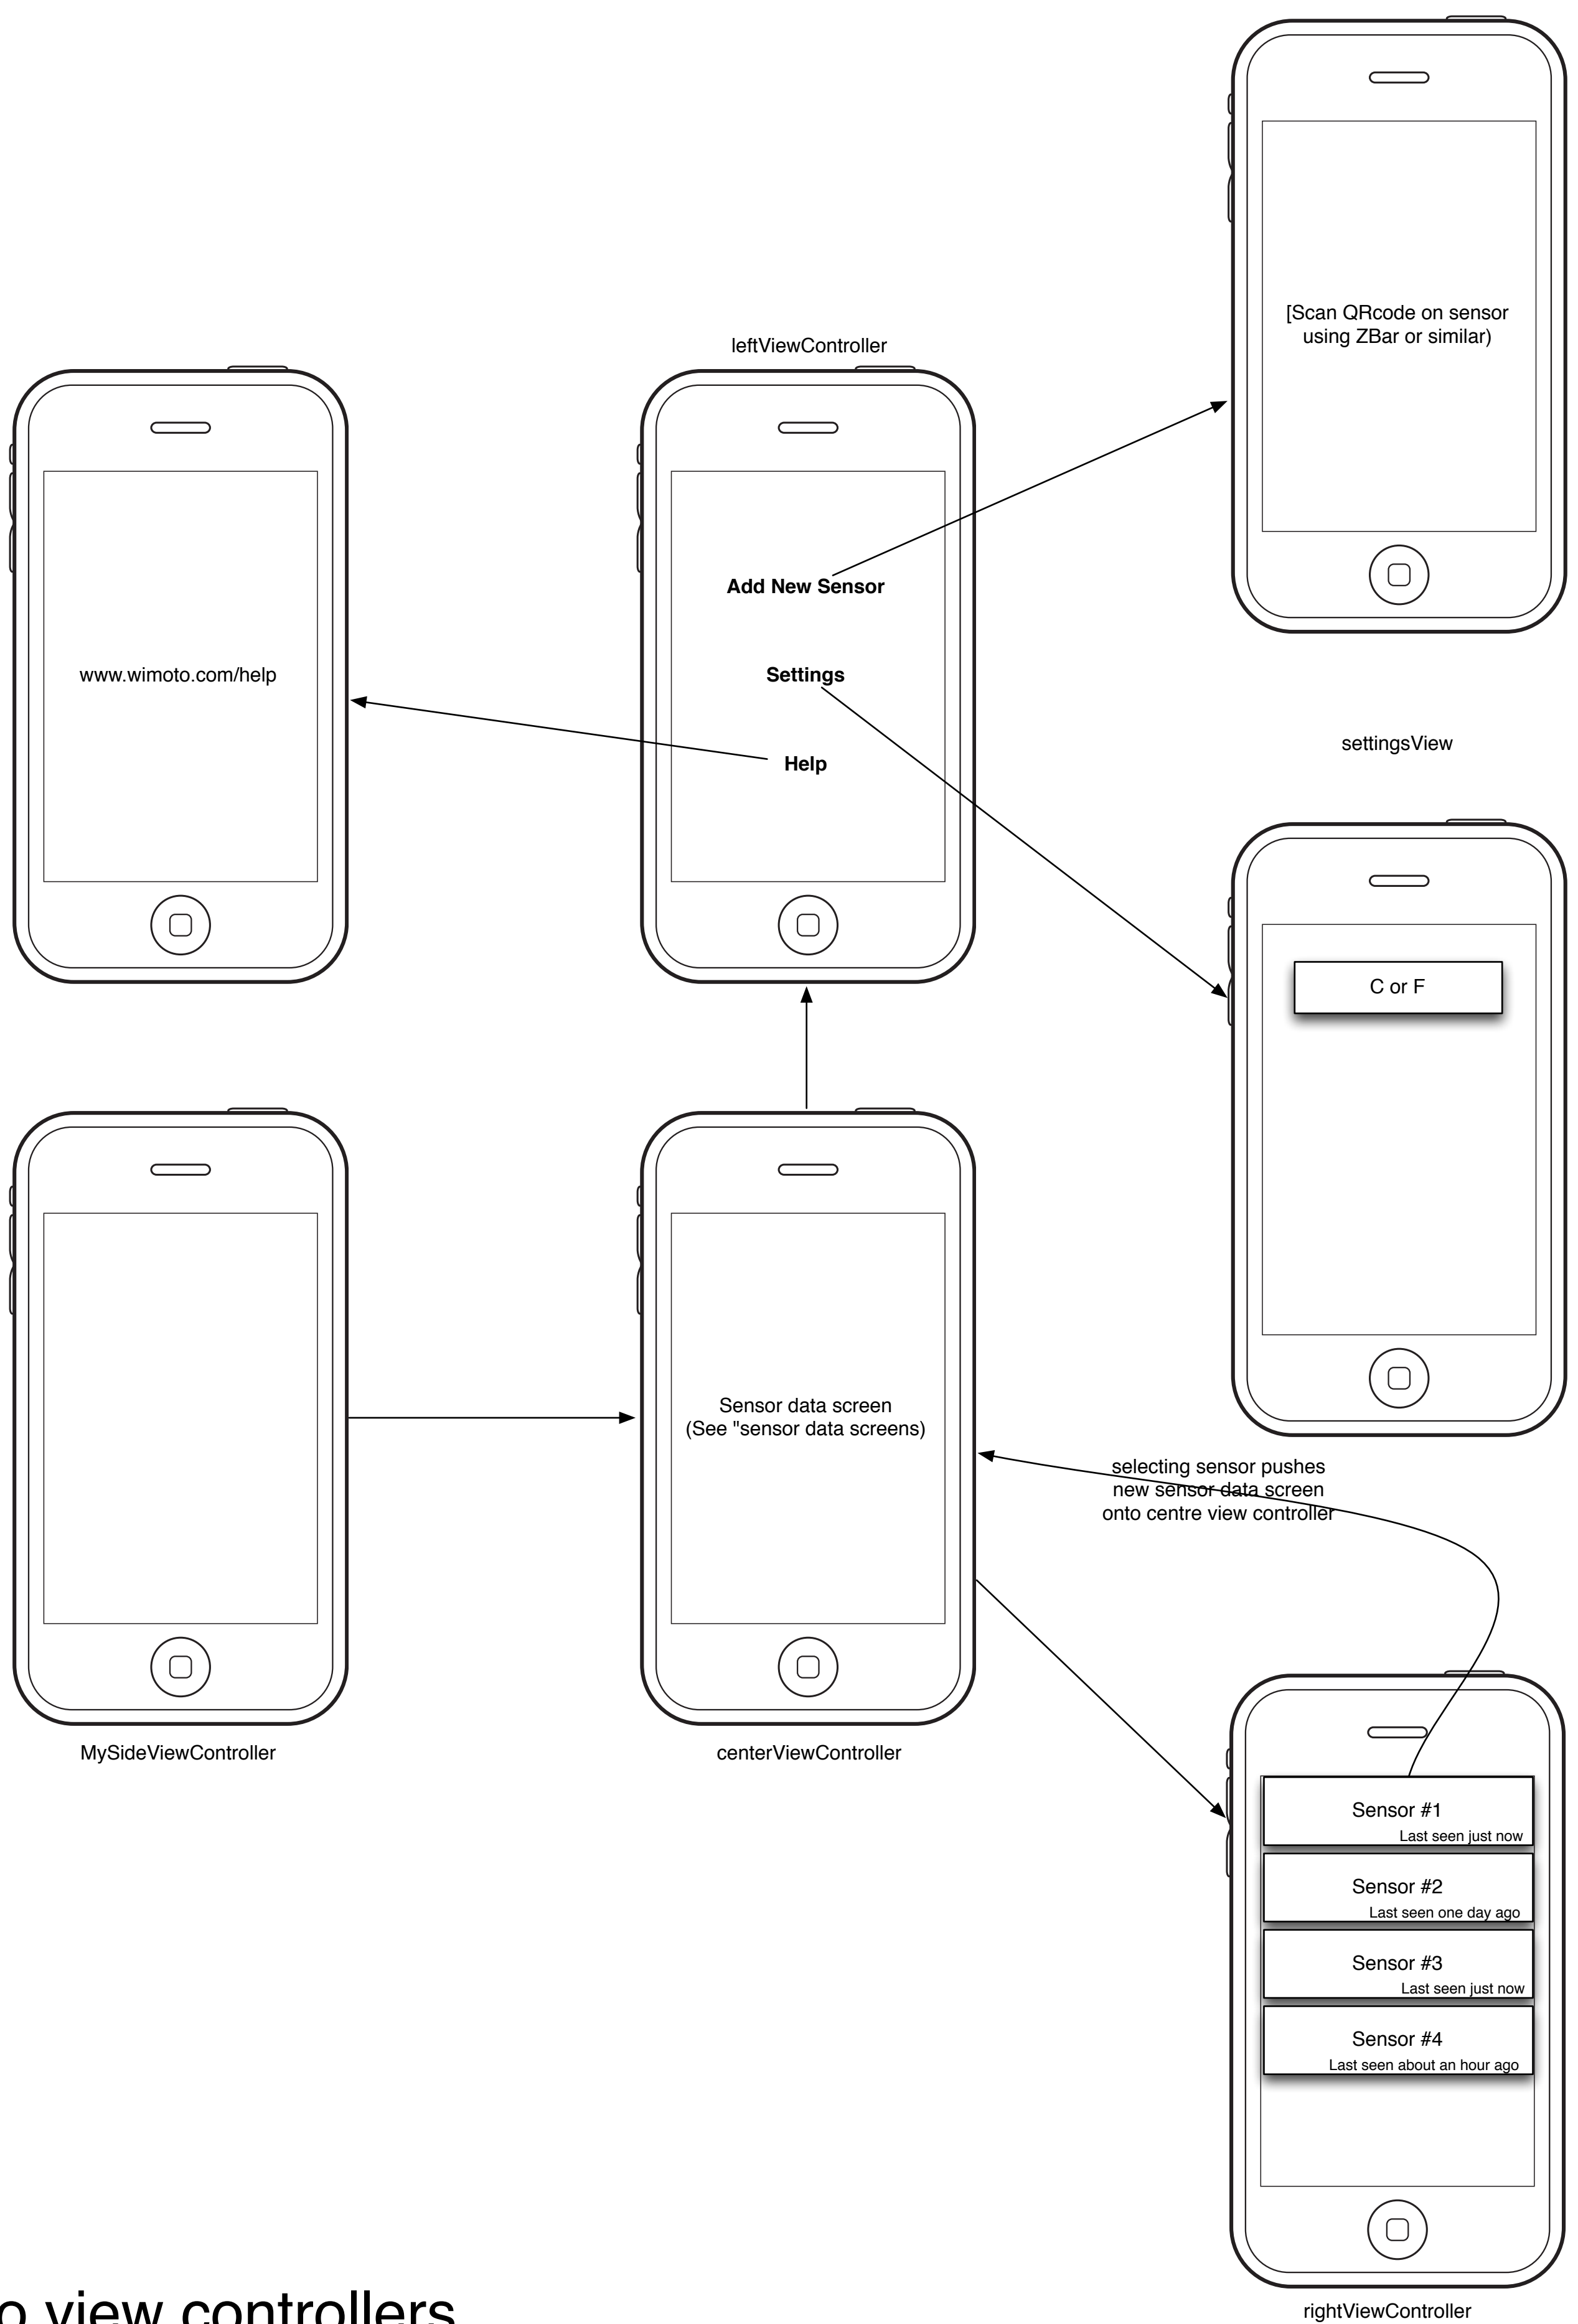 [Scan QRcode on sensor
using ZBar or similar)
leftViewController
Add New Sensor
Settings
Help
www.wimoto.com/help
settingsView
C or F
Sensor data screen
(See "sensor data screens)
selecting sensor pushes
new sensor data screen
onto centre view controller
MySideViewController
centerViewController
Sensor #1
Last seen just now
Sensor #2
Last seen one day ago
Sensor #3
Last seen just now
Sensor #4
Last seen about an hour ago
view controllers
rightViewController